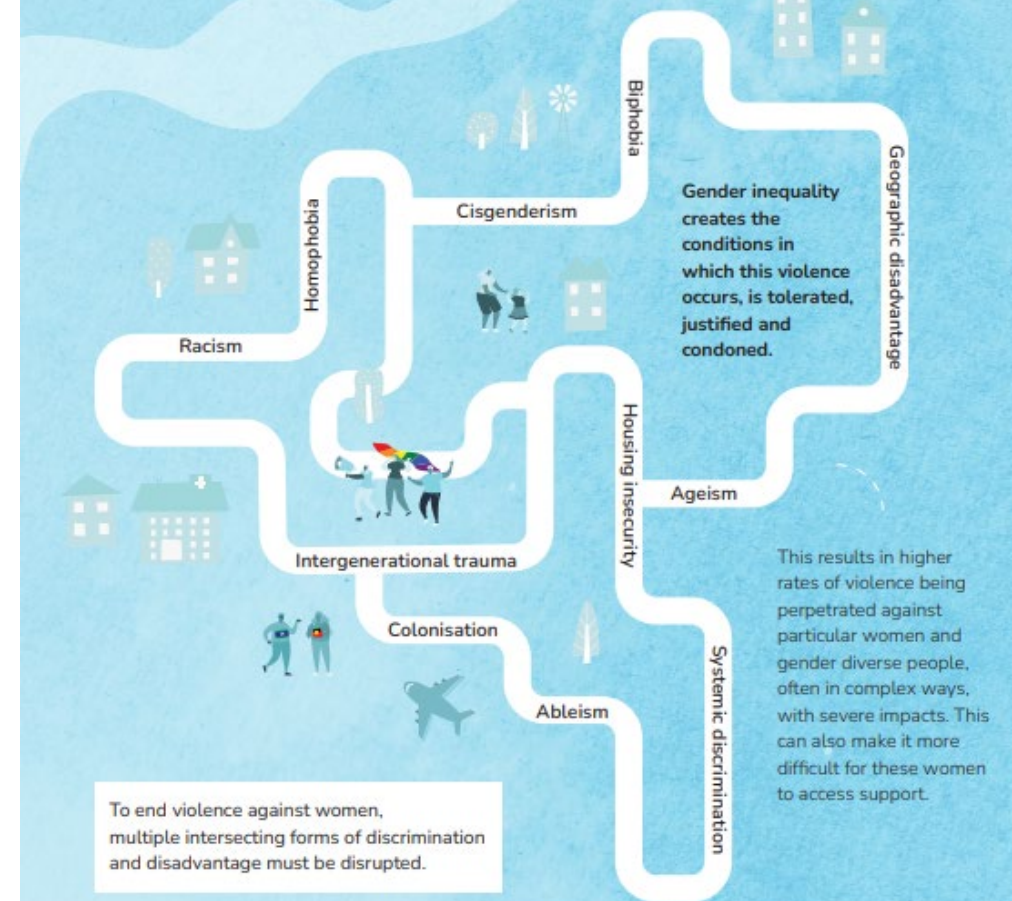 Biphobia
Homophobia
Cisgenderism
Gender inequality
creates the
conditions in
which this violence
occurs, is tolerated,
justified and
condoned.
Geographic disadvantage
Racism
Housing insecurity
Ageism
Intergenerational trauma
This results in higher
rates of violence being
perpetrated against
particular women and
gender diverse people,
often in complex ways,
with severe impacts. This
can also make it more
difficult for these women
to access support.
Colonisation
Ableism
Systemic discrimination
To end violence against women,
multiple intersecting forms of discrimination
and disadvantage must be disrupted.